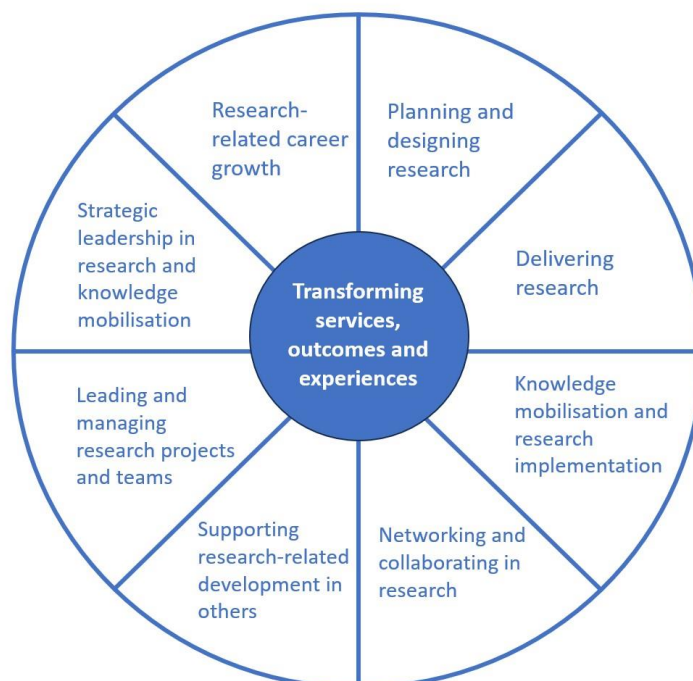 Research-
related career
growth
Planning and
designing
research
Delivering
research
Knowledge
mobilisation and
research
implementation
Networking and
collaborating in
research
Supporting
research-related
development in
others
Leading and
managing
research projects
and teams
Strategic
leadership in
research and
knowledge
mobilisation
Transforming
services,
outcomes and
experiences